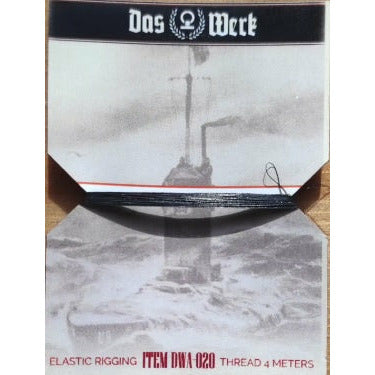 Das Werk
ELASTIC RIGGING ITEM DWA-020 THREAD 4 METERS